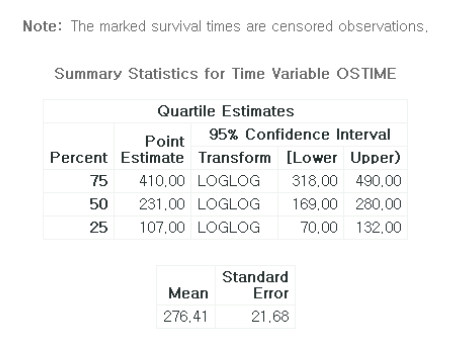 Note: The marked survival times are censored observations,
Summary Statistics for Time Variable OSTIME
Quartile Estimates
Percent Point Estimate 95% Confidence Interval
Transform [Lower Upper)
75 410,00 LOGLOG 318,00 490,00
50 231,00 LOGLOG 169,00 280,00
25 107,00 LOGLOG 70,00 132,00
Mean Standard Error
276,41 21,68